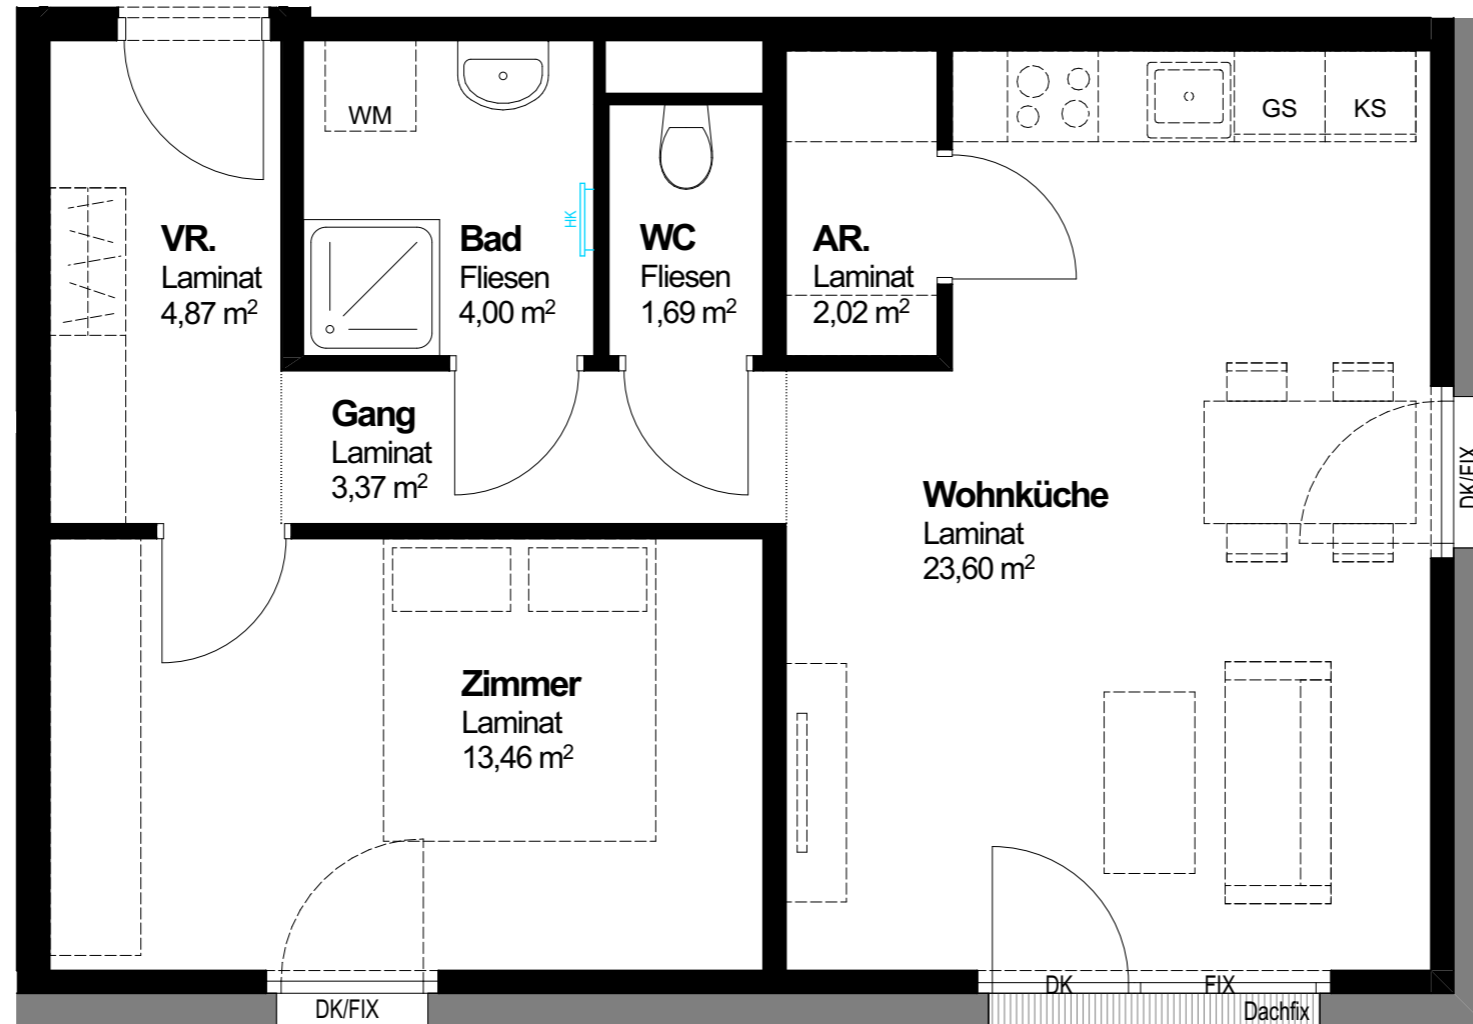 WM
GS
KS
VR.
Laminat
4,87 m²
Bad
Fliesen
4,00 m²
HK
WC
Fliesen
1,69 m²
AR.
Laminat
2,02 m²
Gang
Laminat
3,37 m²
Wohnküche
Laminat
23,60 m²
DK/FIX
Zimmer
Laminat
13,46 m²
DK/FIX
DK
FIX
Dachfix